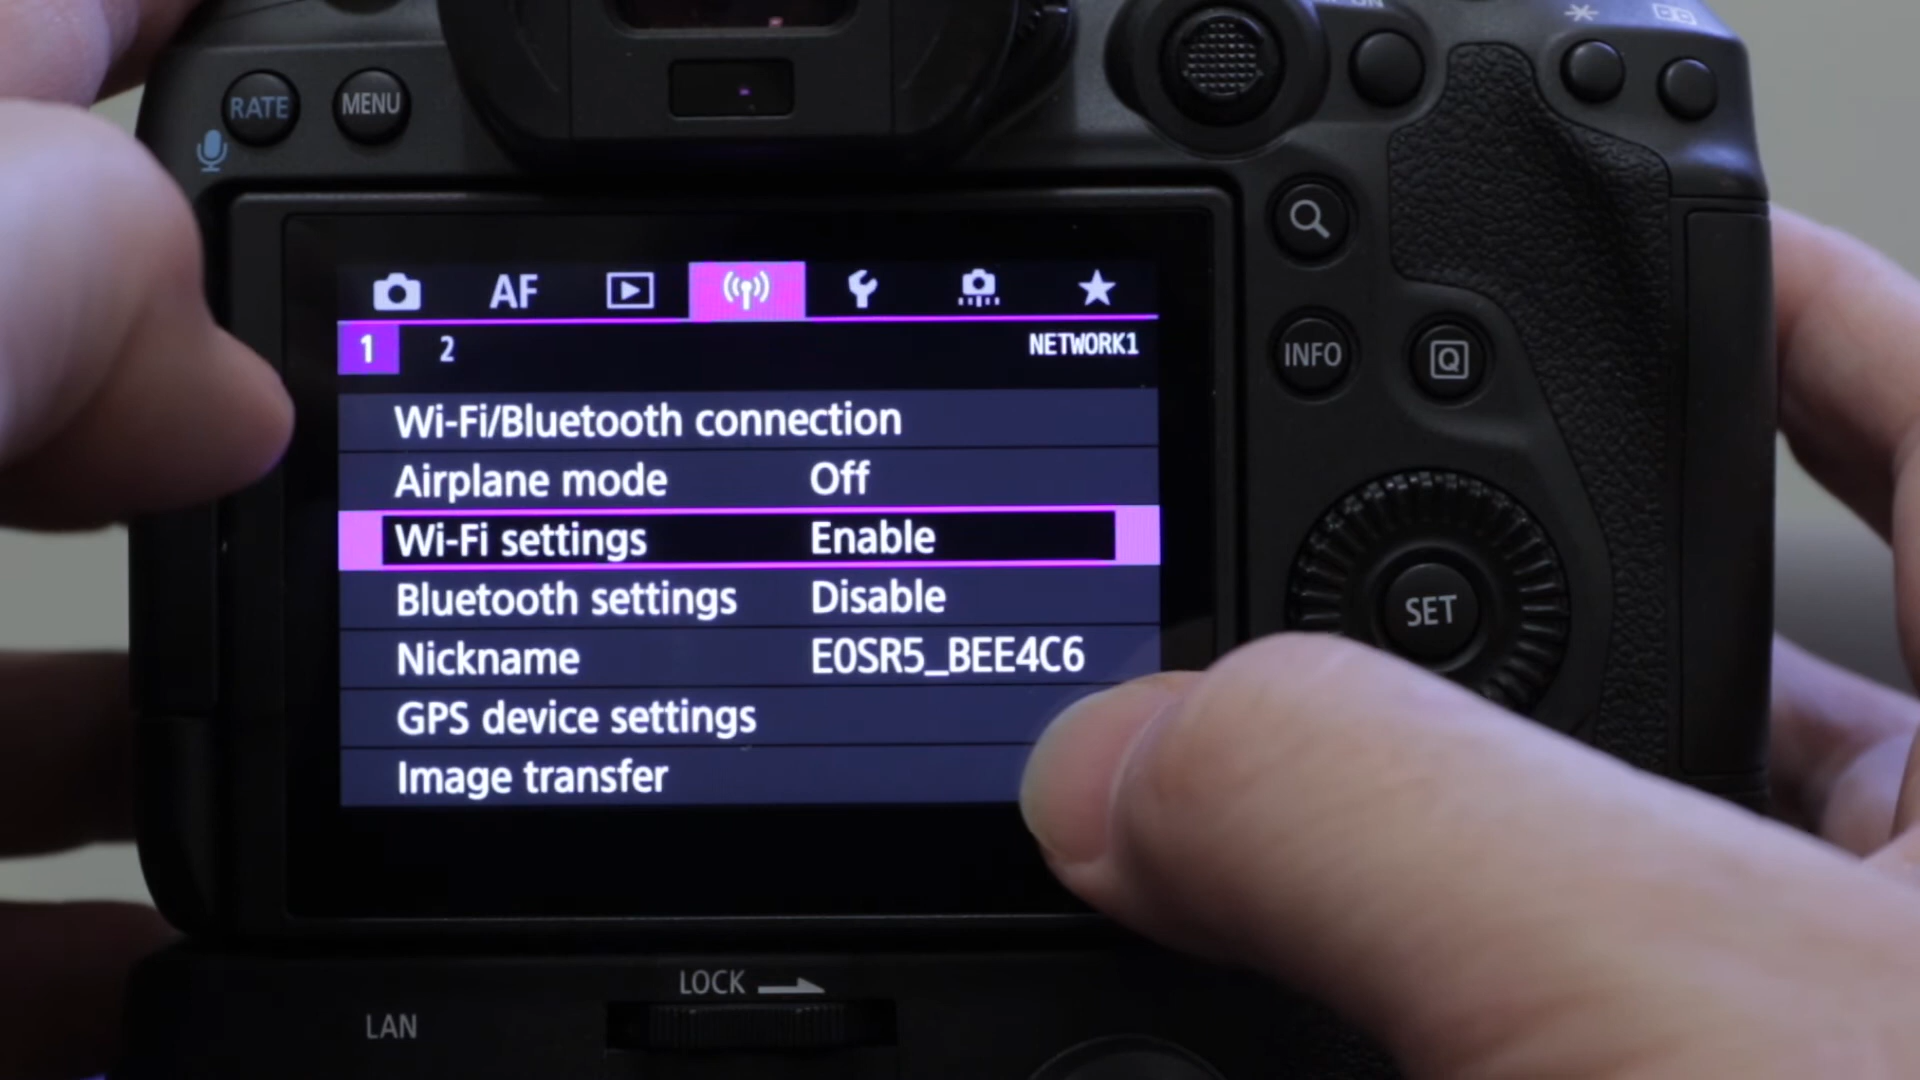 RATE
MENU
AF
1 2 NETWORK1
Wi-Fi/Bluetooth connection
Airplane mode Off
Wi-Fi settings Enable
Bluetooth settings Disable
Nickname EOSR5_BEE4C6
GPS device settings
Image transfer
INFO
Q
SET
LOCK
LAN